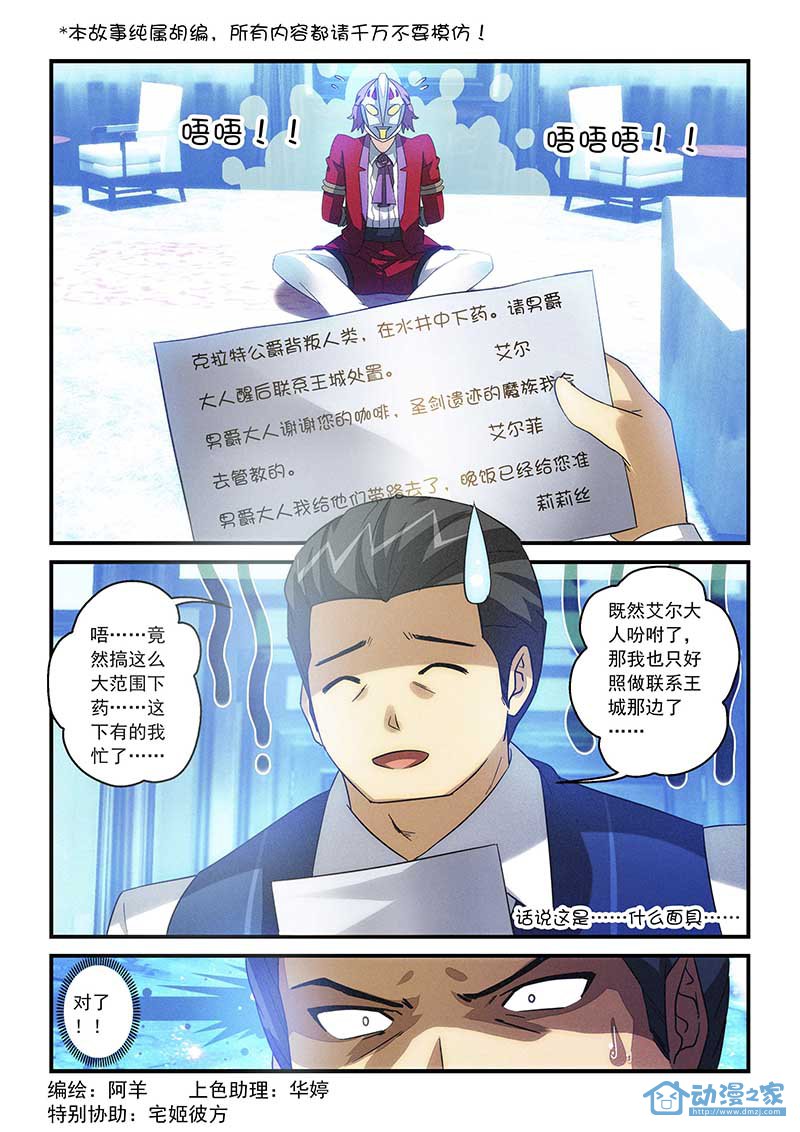 *本故事纯属胡编，所有内容都请千万不要模仿！
唔唔！！
唔唔唔！！
克拉特公爵背叛人类，在水井中下药。请男爵
大人醒后联系王城处置。 艾尔
男爵大人谢谢您的咖啡，圣剑遗迹的魔族我会
去管教的。 艾尔菲
男爵大人我给他们带路去了，晚饭已经给您准
莉莉丝
既然艾尔大
人吩咐了，
那我也只好
照做联系王
城那边了
……
唔……竟
然搞这么
大范围下
药……这
下有的我
忙了……
话说这是……什么面具……
对了
！！
编绘：阿羊 上色助理：华婷
特别协助：宅姬彼方
动漫之家
http://www.dmzj.com